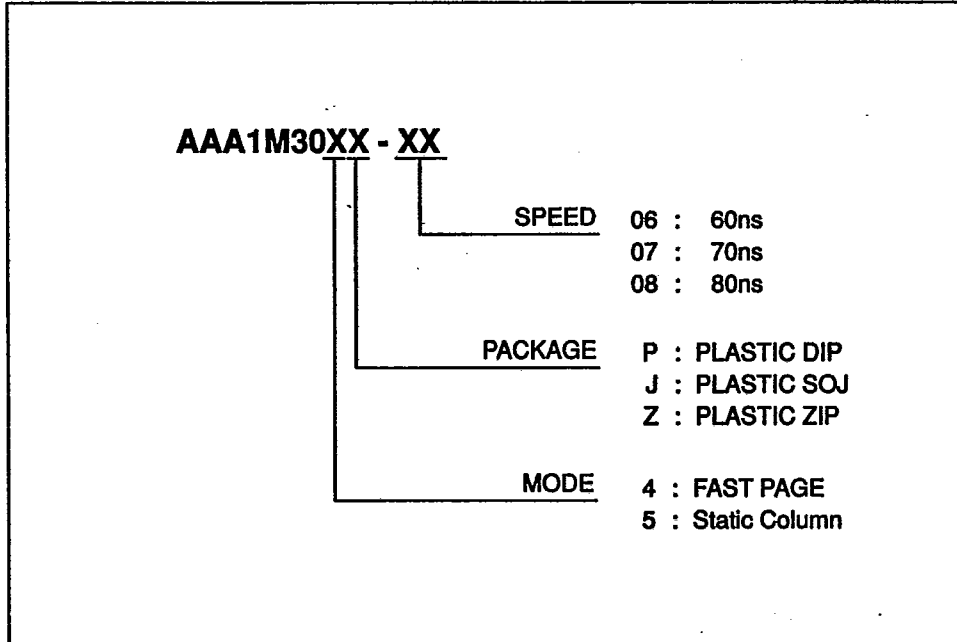 AAA1M30XX - XX
SPEED 06 : 60ns
07 : 70ns
08 : 80ns
PACKAGE P : PLASTIC DIP
J : PLASTIC SOJ
Z : PLASTIC ZIP
MODE 4 : FAST PAGE
5 : Static Column